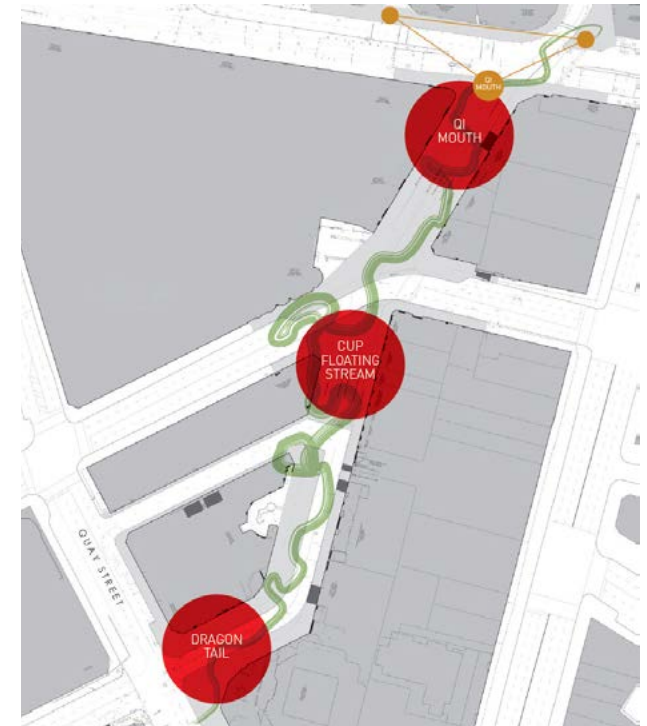 QI
MOUTH
QI
MOUTH
CUP
FLOATING
STREAM
QUAY STREET
DRAGON
TAIL